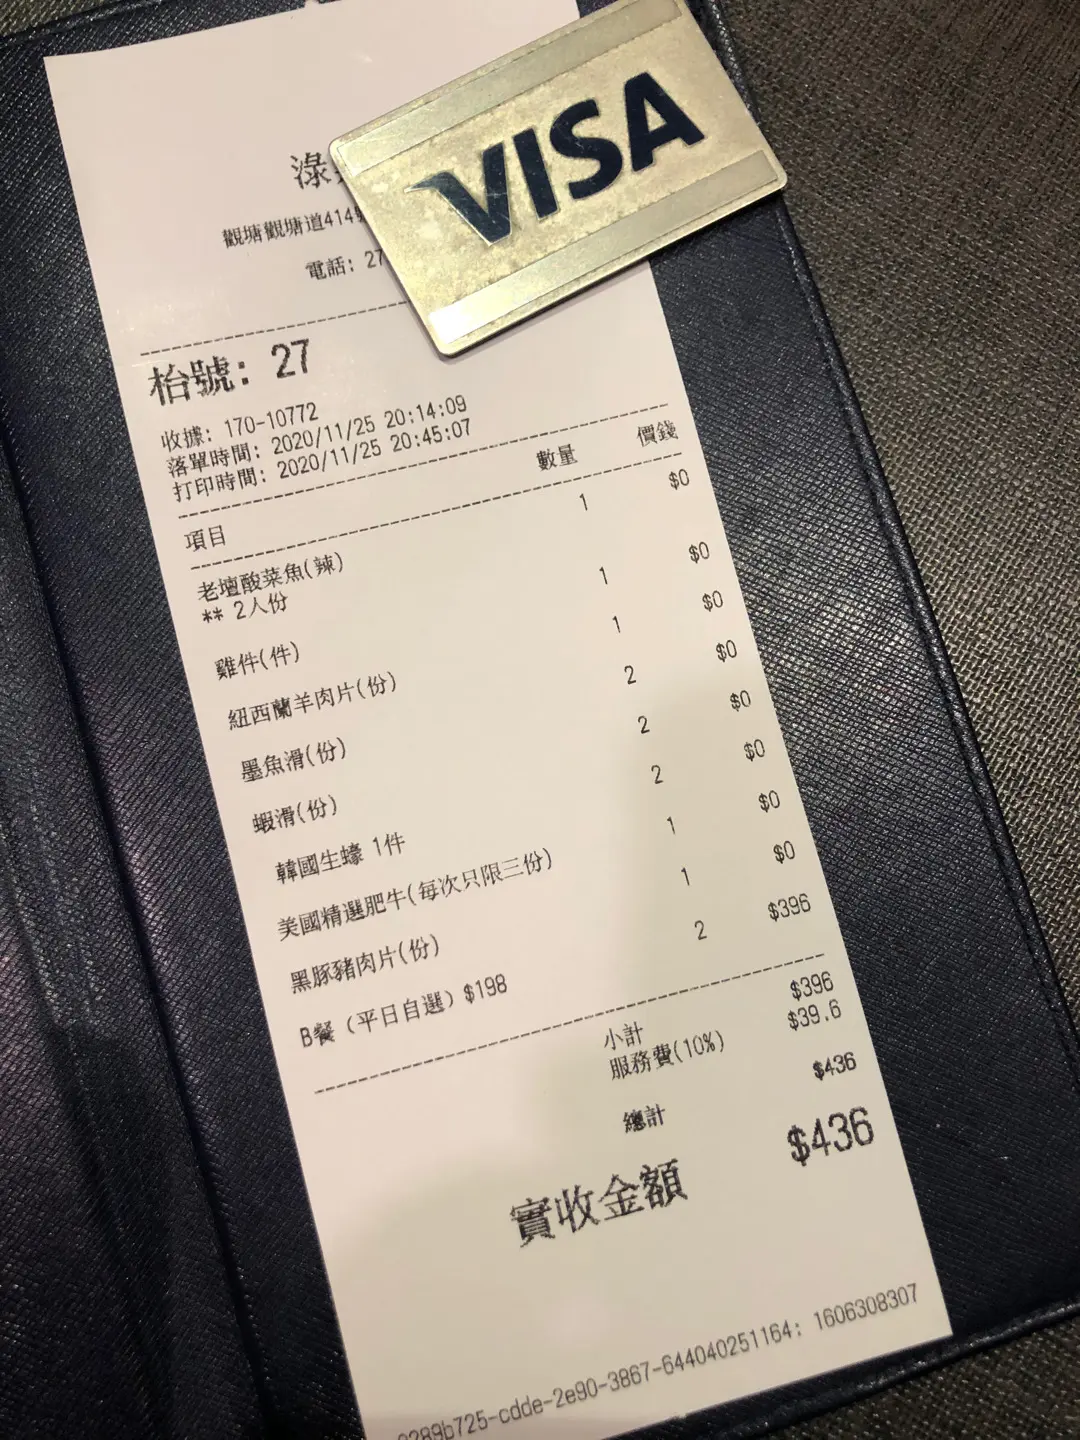 VISA
淥
觀塘觀塘道414
電話: 27
枱號: 27
收據: 170-10772
落單時間: 2020/11/25 20:14:09
打印時間: 2020/11/25 20:45:07
項目 數量 價錢
老壇酸菜魚(辣) 1 $0
** 2人份
雞件(件) 1 $0
紐西蘭羊肉片(份) 1 $0
墨魚滑(份) 2 $0
蝦滑(份) 2 $0
韓國生蠔 1件 2 $0
美國精選肥牛(每次只限三份) 1 $0
黑豚豬肉片(份) 1 $0
B餐 (平日自選) $198 2 $396
小計 $396
服務費(10%) $39.6
總計 $436
實收金額 $436
0289b725-cdde-2e90-3867-644040251164: 1606308307